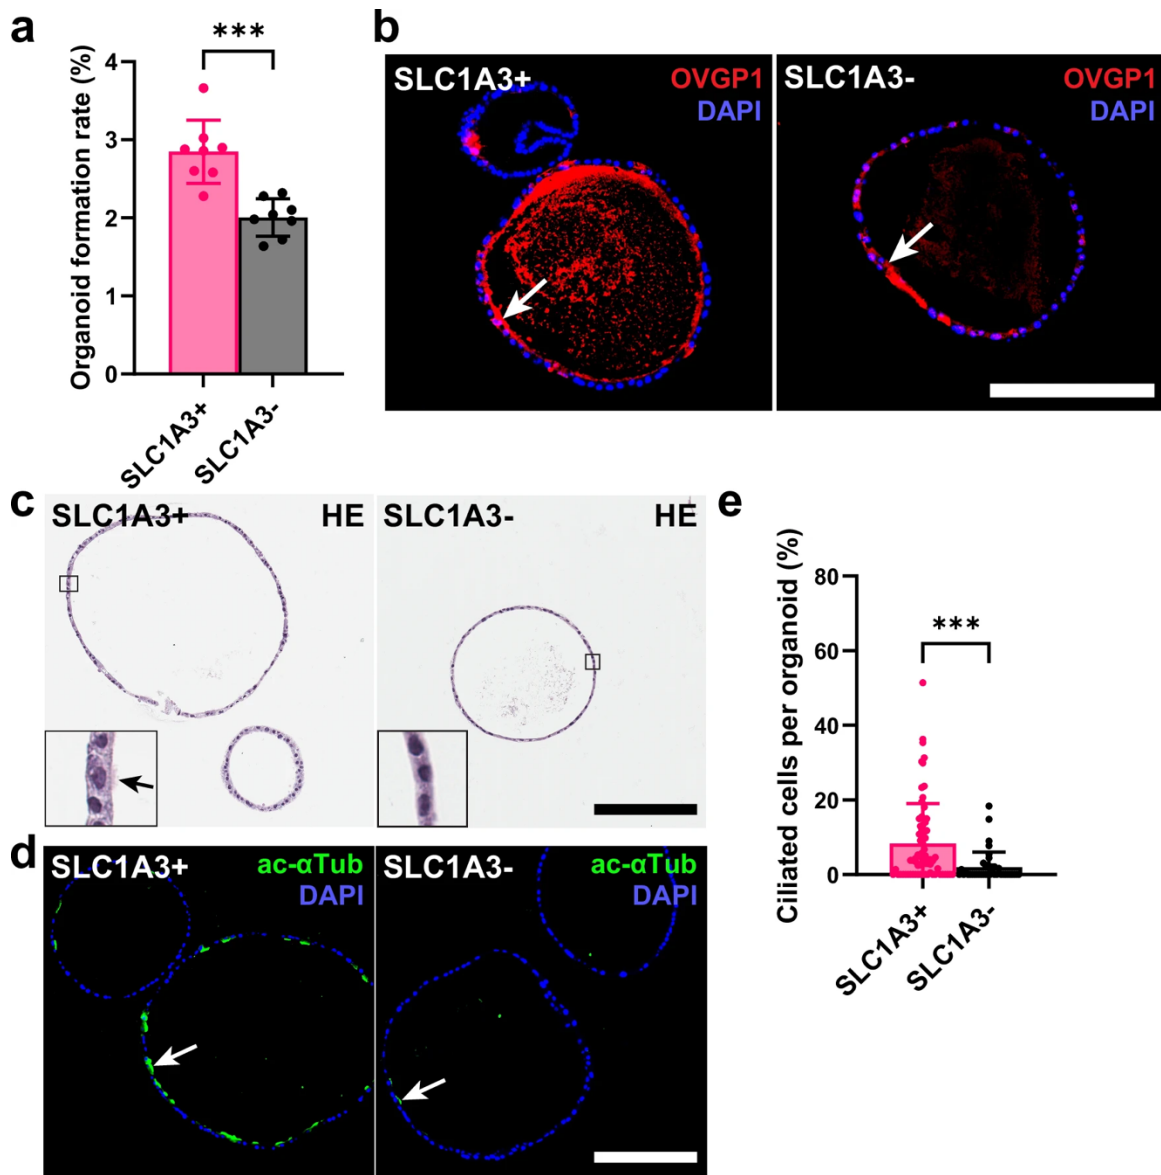 a
***
Organoid formation rate (%)
4
3
2
1
0
SLC1A3+
SLC1A3-
b
SLC1A3+
OVGP1
DAPI
SLC1A3-
OVGP1
DAPI
c
SLC1A3+
HE
SLC1A3-
HE
d
SLC1A3+
ac-αTub
DAPI
SLC1A3-
ac-αTub
DAPI
e
***
Ciliated cells per organoid (%)
80
60
40
20
0
SLC1A3+
SLC1A3-